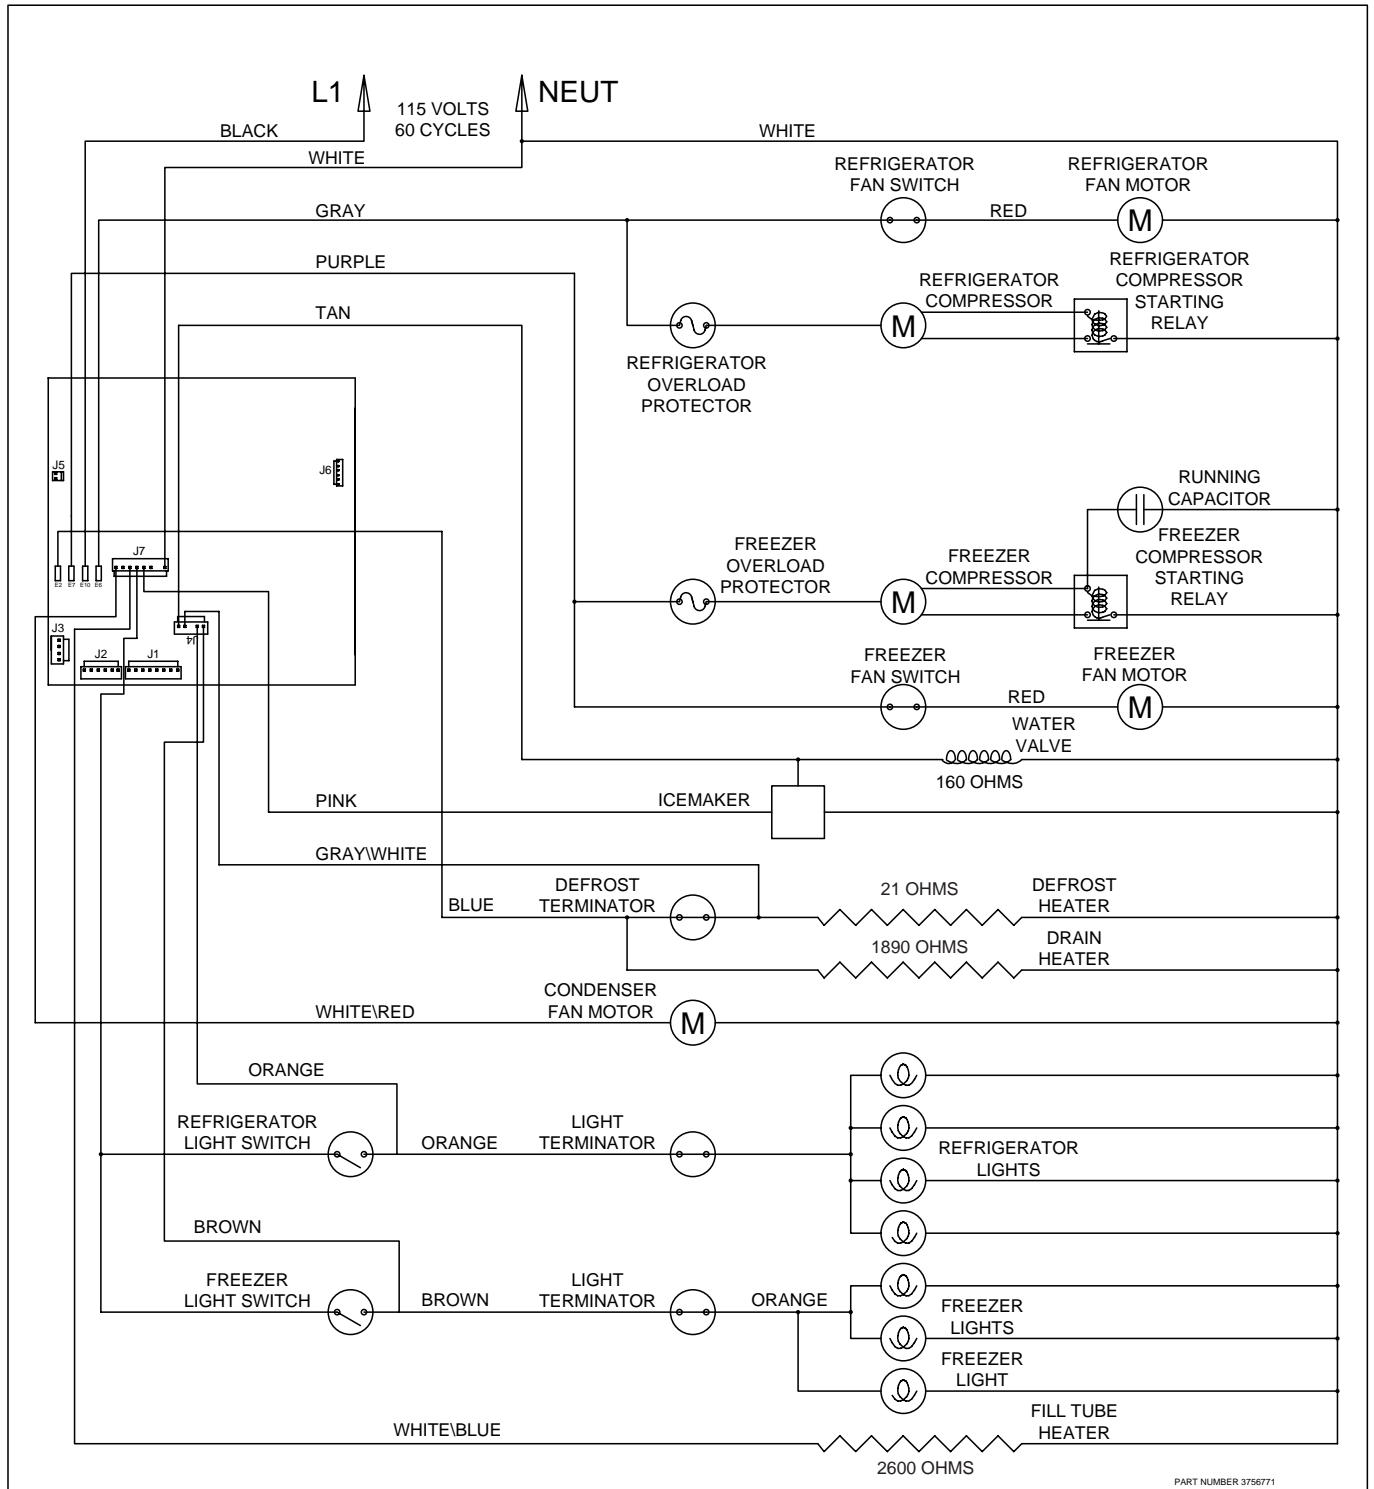 L1
115 VOLTS
60 CYCLES
NEUT
BLACK
WHITE
WHITE
REFRIGERATOR
FAN SWITCH
REFRIGERATOR
FAN MOTOR
GRAY
RED
M
PURPLE
REFRIGERATOR
COMPRESSOR
REFRIGERATOR
COMPRESSOR
STARTING
RELAY
TAN
M
REFRIGERATOR
OVERLOAD
PROTECTOR
J5
J6
RUNNING
CAPACITOR
J7
FREEZER
OVERLOAD
PROTECTOR
FREEZER
COMPRESSOR
FREEZER
COMPRESSOR
STARTING
RELAY
E2
E7
E10
E6
M
J3
J4
J2
J1
FREEZER
FAN SWITCH
FREEZER
FAN MOTOR
RED
M
WATER
VALVE
160 OHMS
PINK
ICEMAKER
GRAY\WHITE
BLUE
DEFROST
TERMINATOR
21 OHMS
DEFROST
HEATER
1890 OHMS
DRAIN
HEATER
WHITE\RED
CONDENSER
FAN MOTOR
M
ORANGE
REFRIGERATOR
LIGHT SWITCH
ORANGE
LIGHT
TERMINATOR
REFRIGERATOR
LIGHTS
BROWN
FREEZER
LIGHT SWITCH
BROWN
LIGHT
TERMINATOR
ORANGE
FREEZER
LIGHTS
FREEZER
LIGHT
WHITE\BLUE
FILL TUBE
HEATER
2600 OHMS
PART NUMBER 3756771